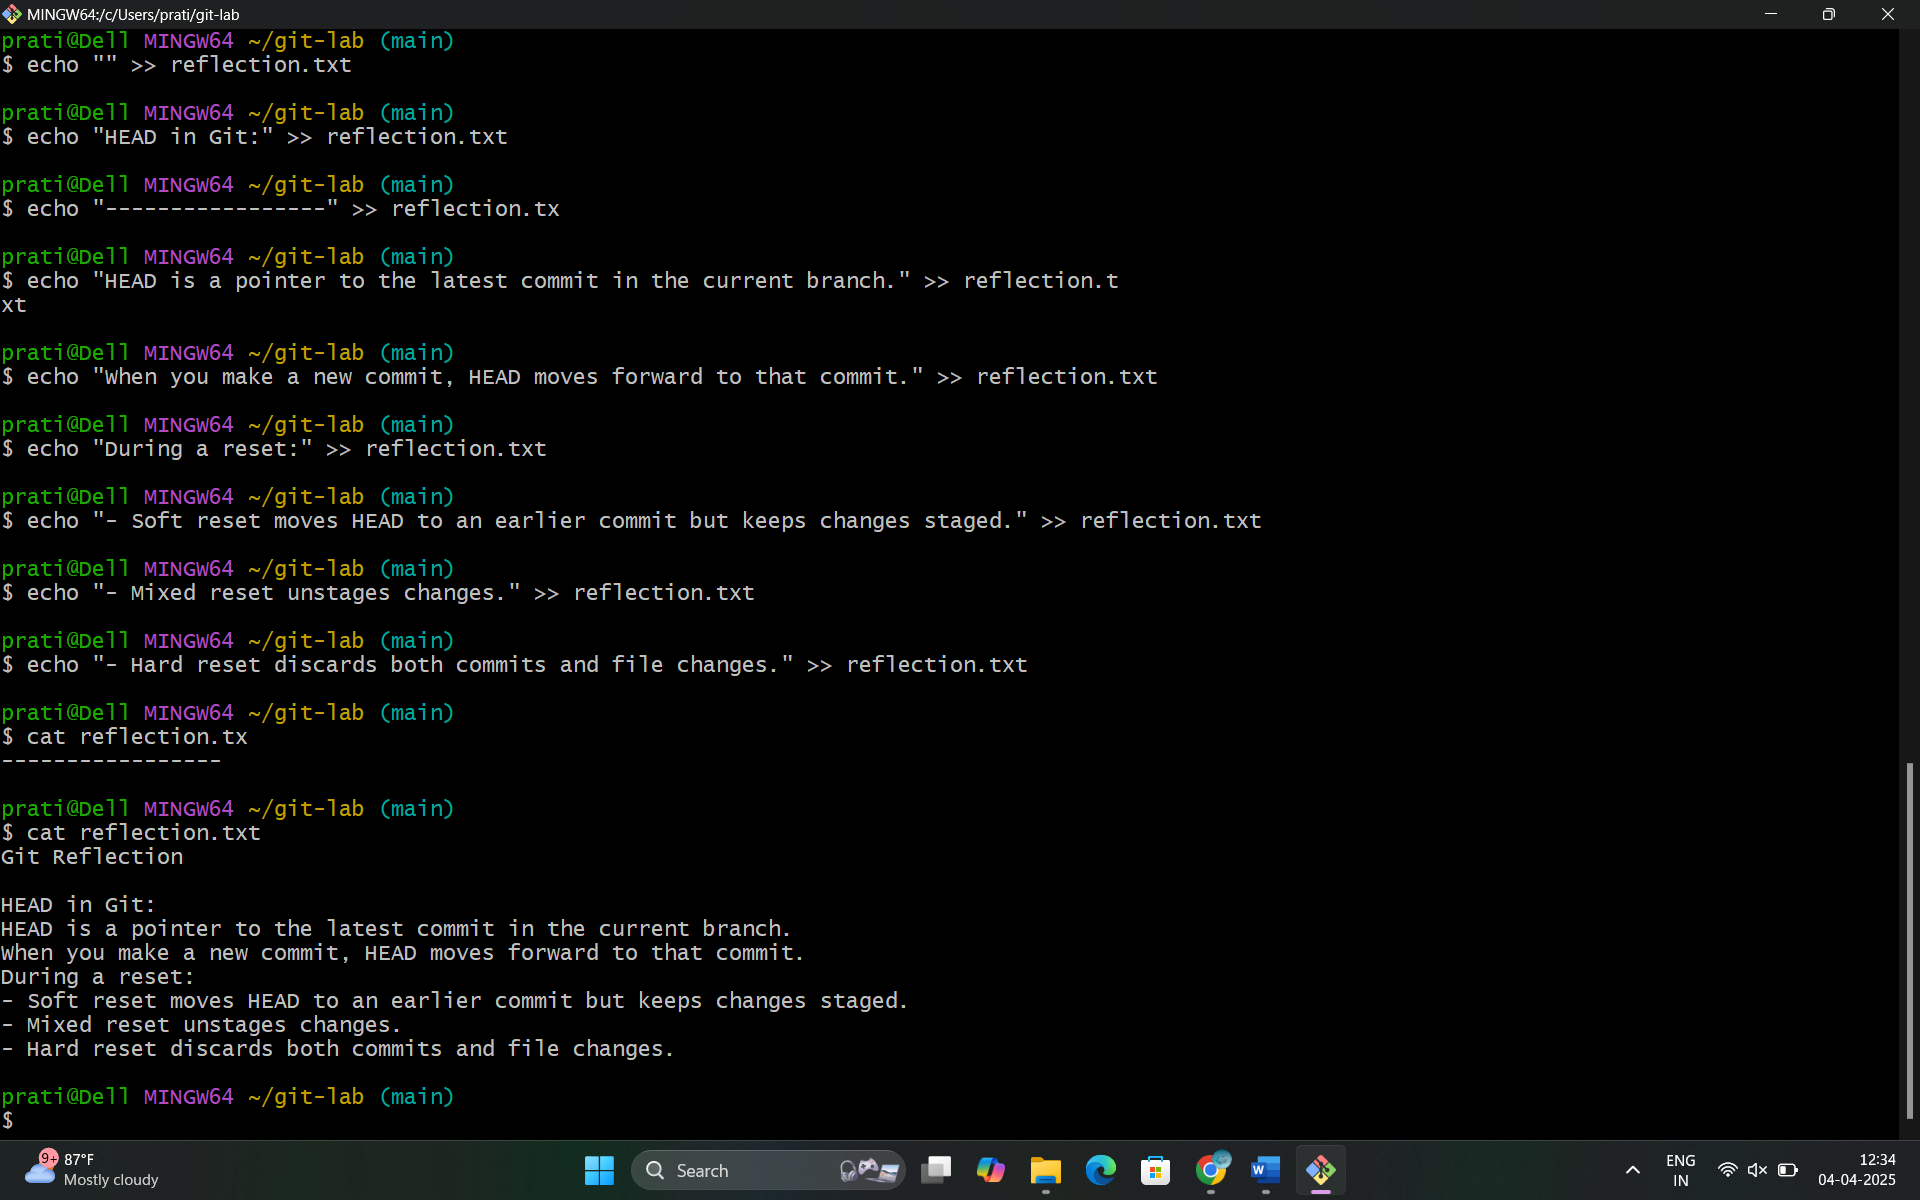 MINGW64:/c/Users/prati/git-lab
prati@Dell MINGW64 ~/git-lab (main)
$ echo "" >> reflection.txt
prati@Dell MINGW64 ~/git-lab (main)
$ echo "HEAD in Git:" >> reflection.txt
prati@Dell MINGW64 ~/git-lab (main)
$ echo "-----------------" >> reflection.tx
prati@Dell MINGW64 ~/git-lab (main)
$ echo "HEAD is a pointer to the latest commit in the current branch." >> reflection.t
xt
prati@Dell MINGW64 ~/git-lab (main)
$ echo "When you make a new commit, HEAD moves forward to that commit." >> reflection.txt
prati@Dell MINGW64 ~/git-lab (main)
$ echo "During a reset:" >> reflection.txt
prati@Dell MINGW64 ~/git-lab (main)
$ echo "- Soft reset moves HEAD to an earlier commit but keeps changes staged." >> reflection.txt
prati@Dell MINGW64 ~/git-lab (main)
$ echo "- Mixed reset unstages changes." >> reflection.txt
prati@Dell MINGW64 ~/git-lab (main)
$ echo "- Hard reset discards both commits and file changes." >> reflection.txt
prati@Dell MINGW64 ~/git-lab (main)
$ cat reflection.tx
-----------------
prati@Dell MINGW64 ~/git-lab (main)
$ cat reflection.txt
Git Reflection
HEAD in Git:
HEAD is a pointer to the latest commit in the current branch.
When you make a new commit, HEAD moves forward to that commit.
During a reset:
- Soft reset moves HEAD to an earlier commit but keeps changes staged.
- Mixed reset unstages changes.
- Hard reset discards both commits and file changes.
prati@Dell MINGW64 ~/git-lab (main)
$
9+
87°F
Mostly cloudy
Search
W
ENG
IN
12:34
04-04-2025